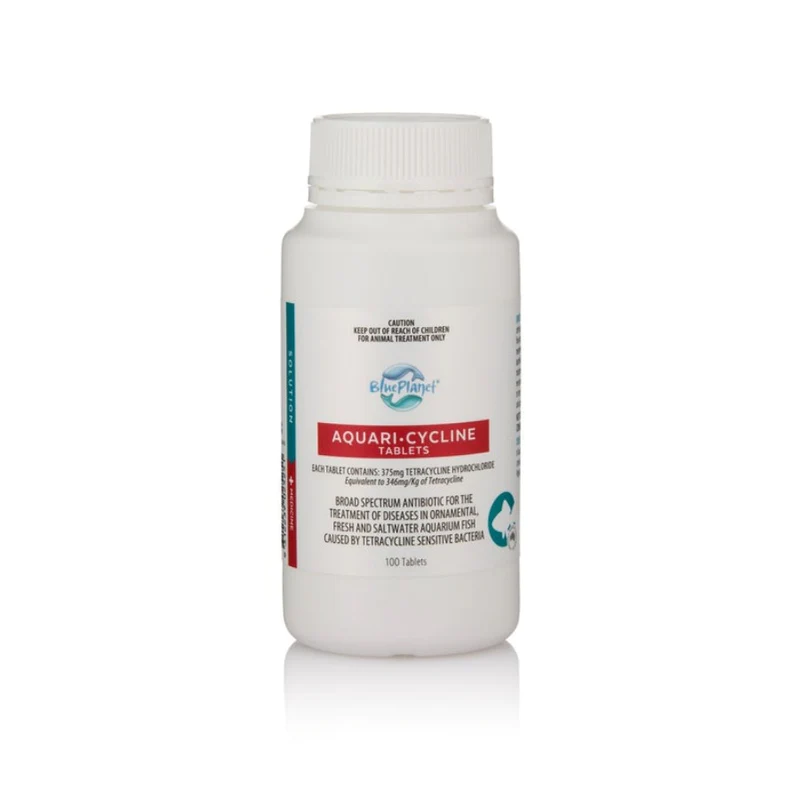 CAUTION
KEEP OUT OF REACH OF CHILDREN
FOR ANIMAL TREATMENT ONLY
BluePlanet®
AQUARI•CYCLINE
TABLETS
EACH TABLET CONTAINS: 375mg TETRACYCLINE HYDROCHLORIDE
Equivalent to 346mg/Kg of Tetracycline
BROAD SPECTRUM ANTIBIOTIC FOR THE
TREATMENT OF DISEASES IN ORNAMENTAL,
FRESH AND SALTWATER AQUARIUM FISH
CAUSED BY TETRACYCLINE SENSITIVE BACTERIA
100 Tablets
SOLUTION
MEDICINE